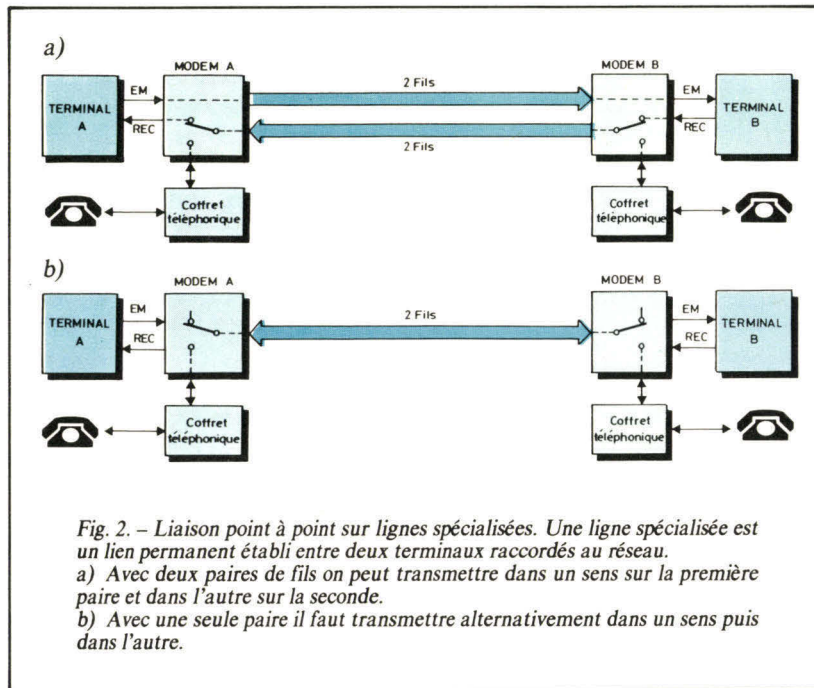 a)
MODEM A
MODEM B
2 Fils
TERMINAL
A
EM
REC
EM
REC
TERMINAL
B
2 Fils
Coffret
téléphonique
Coffret
téléphonique
b)
MODEM A
MODEM B
2 Fils
TERMINAL
A
EM
REC
EM
REC
TERMINAL
B
Coffret
téléphonique
Coffret
téléphonique
Fig. 2. – Liaison point à point sur lignes spécialisées. Une ligne spécialisée est
un lien permanent établi entre deux terminaux raccordés au réseau.
a) Avec deux paires de fils on peut transmettre dans un sens sur la première
paire et dans l'autre sur la seconde.
b) Avec une seule paire il faut transmettre alternativement dans un sens puis
dans l'autre.